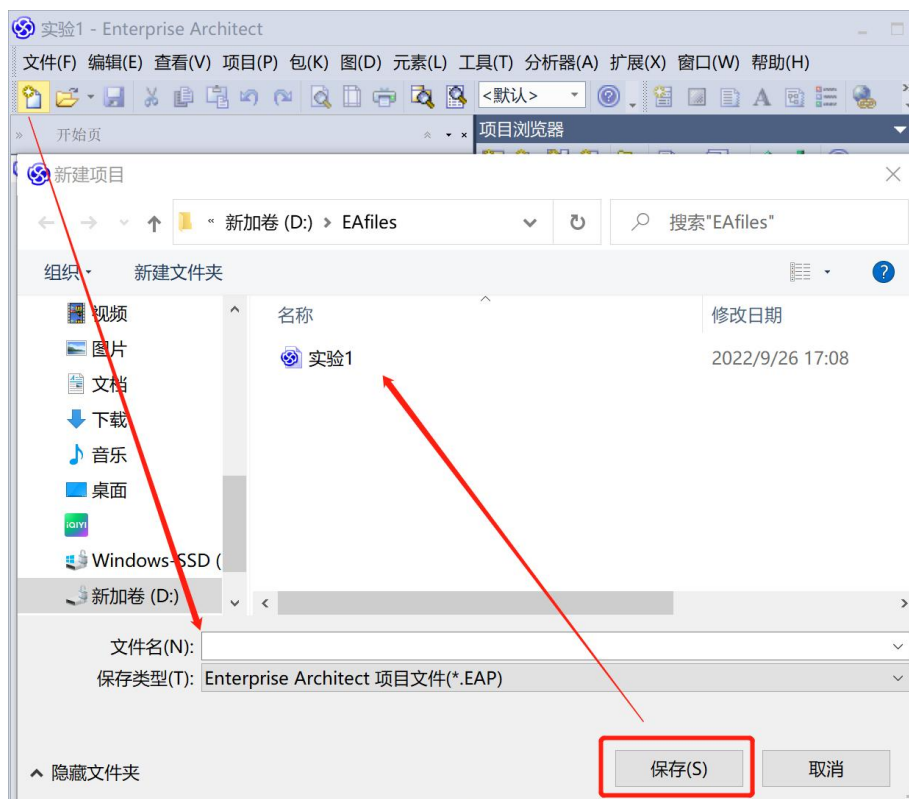 实验1 - Enterprise Architect
文件(F) 编辑(E) 查看(V) 项目(P) 包(K) 图(D) 元素(L) 工具(T) 分析器(A) 扩展(X) 窗口(W) 帮助(H)
<默认>
开始页
项目浏览器
新建项目
« 新加卷 (D:) > EAfiles
搜索"EAfiles"
组织
新建文件夹
视频
图片
文档
下载
音乐
桌面
iQIYI
Windows-SSD (
新加卷 (D:)
名称
修改日期
实验1
2022/9/26 17:08
文件名(N):
保存类型(T): Enterprise Architect 项目文件(*.EAP)
隐藏文件夹
保存(S)
取消